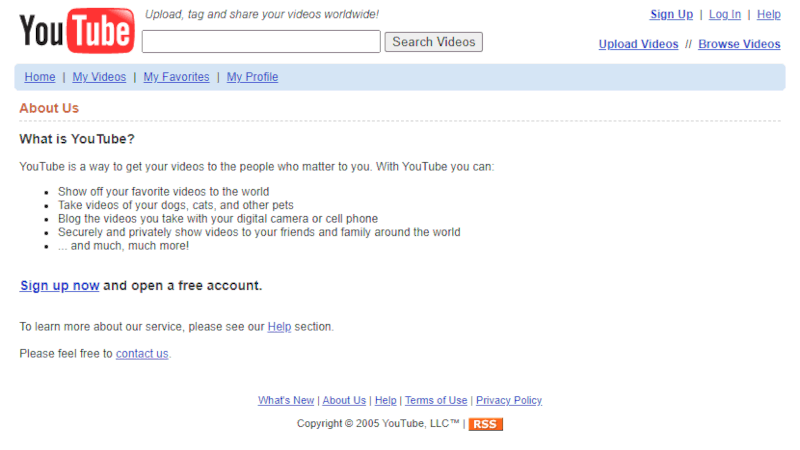 YouTube
Upload, tag and share your videos worldwide!
Sign Up | Log In | Help
Search Videos
Upload Videos // Browse Videos
Home | My Videos | My Favorites | My Profile
About Us
What is YouTube?
YouTube is a way to get your videos to the people who matter to you. With YouTube you can:
• Show off your favorite videos to the world
• Take videos of your dogs, cats, and other pets
• Blog the videos you take with your digital camera or cell phone
• Securely and privately show videos to your friends and family around the world
• ... and much, much more!
Sign up now and open a free account.
To learn more about our service, please see our Help section.
Please feel free to contact us.
What's New | About Us | Help | Terms of Use | Privacy Policy
Copyright © 2005 YouTube, LLC™ | RSS